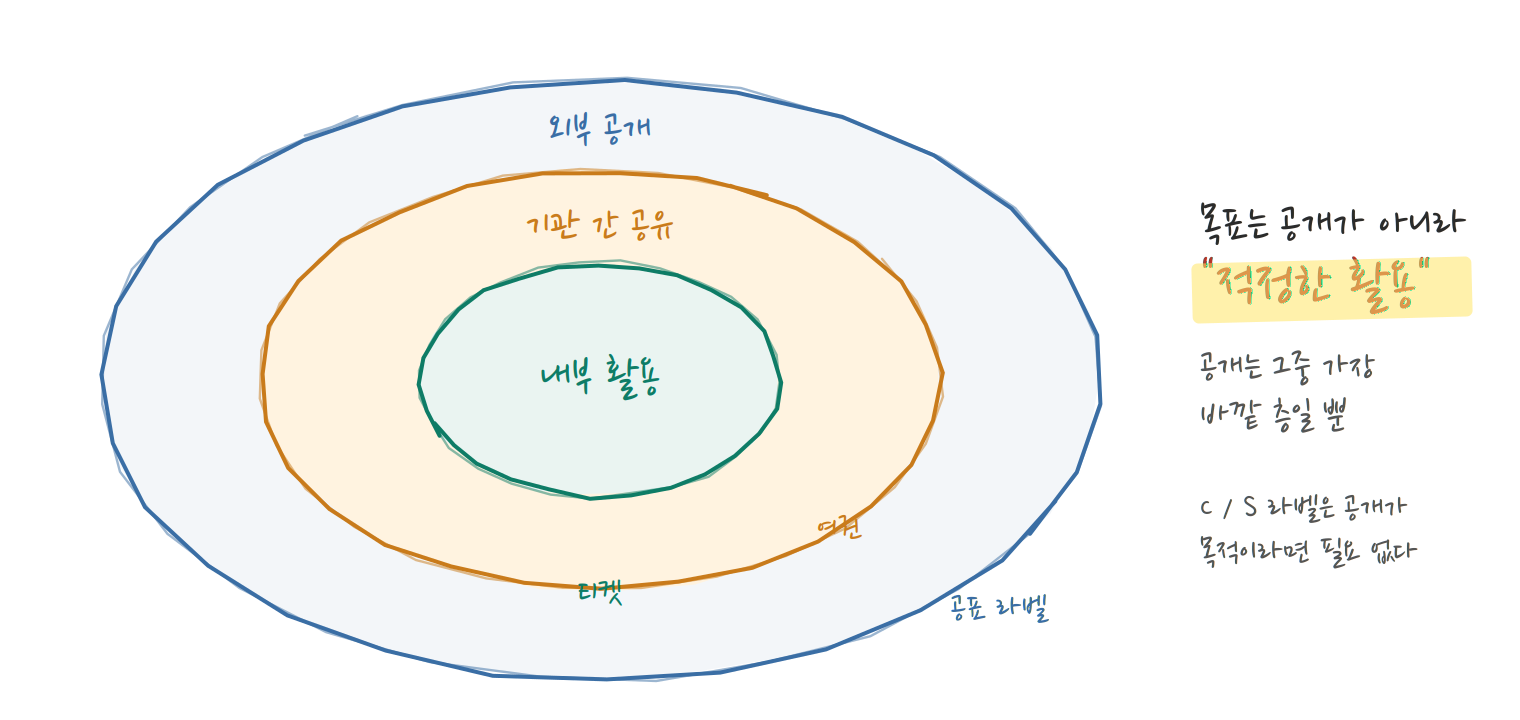 외부 공개
기관 간 공유
내부 활용
여권
티켓
공표 라벨
목표는 공개가 아니라
"적정한 활용"
공개는 그중 가장
바깥 층일 뿐
C / S 라벨은 공개가
목적이라면 필요 없다